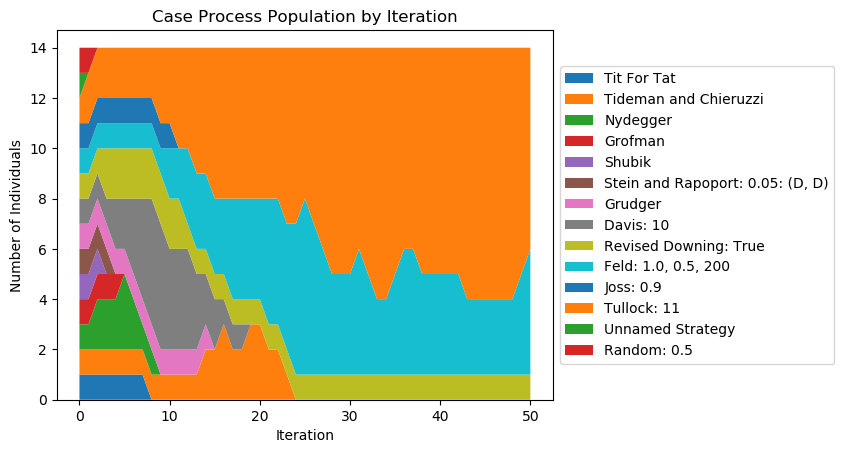 Case Process Population by Iteration
Number of Individuals
14
12
10
8
6
4
2
0
0 10 20 30 40 50
Iteration
Tit For Tat
Tideman and Chieruzzi
Nydegger
Grofman
Shubik
Stein and Rapoport: 0.05: (D, D)
Grudger
Davis: 10
Revised Downing: True
Feld: 1.0, 0.5, 200
Joss: 0.9
Tullock: 11
Unnamed Strategy
Random: 0.5